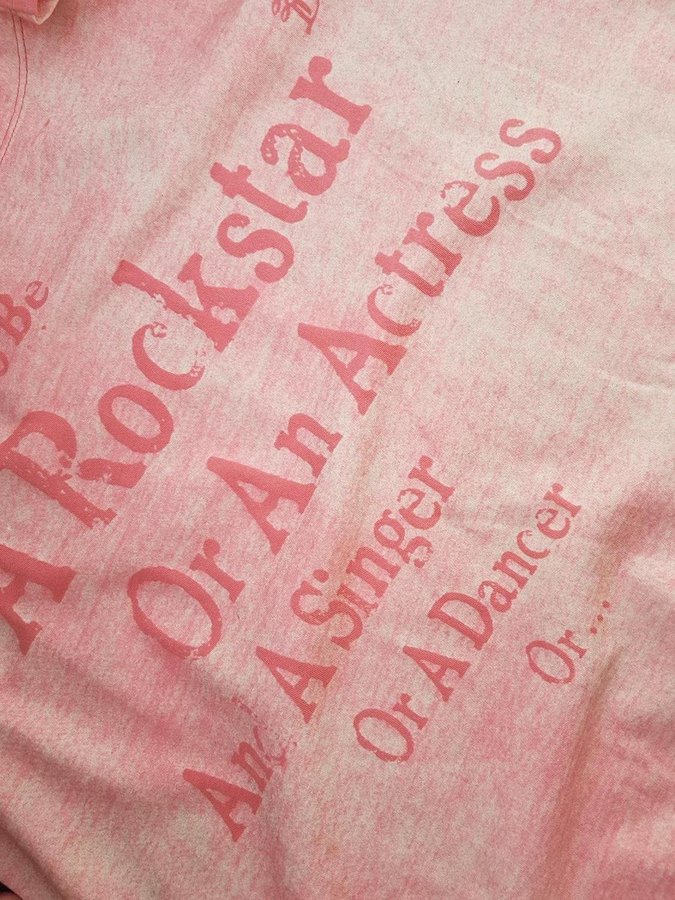 Be
A Rockstar
Or An Actress
And A Singer
Or A Dancer
Or...